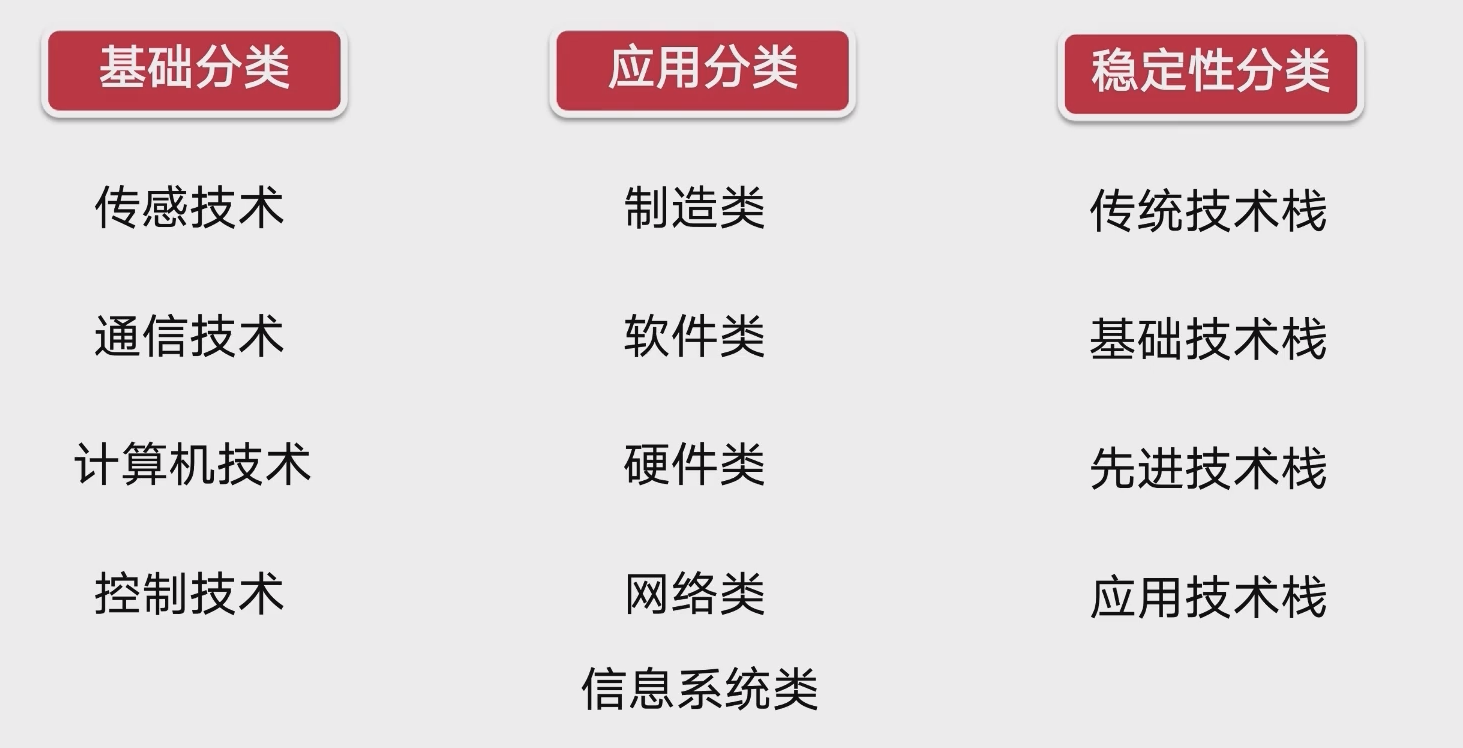 基础分类
传感技术
通信技术
计算机技术
控制技术
应用分类
制造类
软件类
硬件类
网络类
信息系统类
稳定性分类
传统技术栈
基础技术栈
先进技术栈
应用技术栈